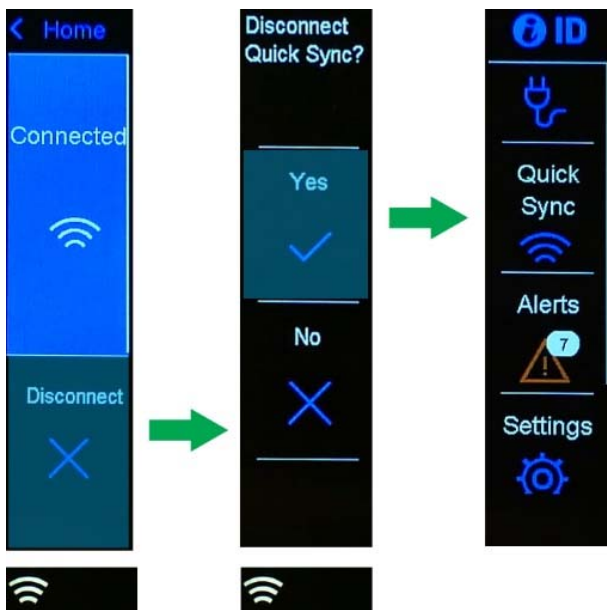 < Home
Connected
Disconnect
Disconnect
Quick Sync?
Yes
No
ID
Quick
Sync
Alerts
7
Settings